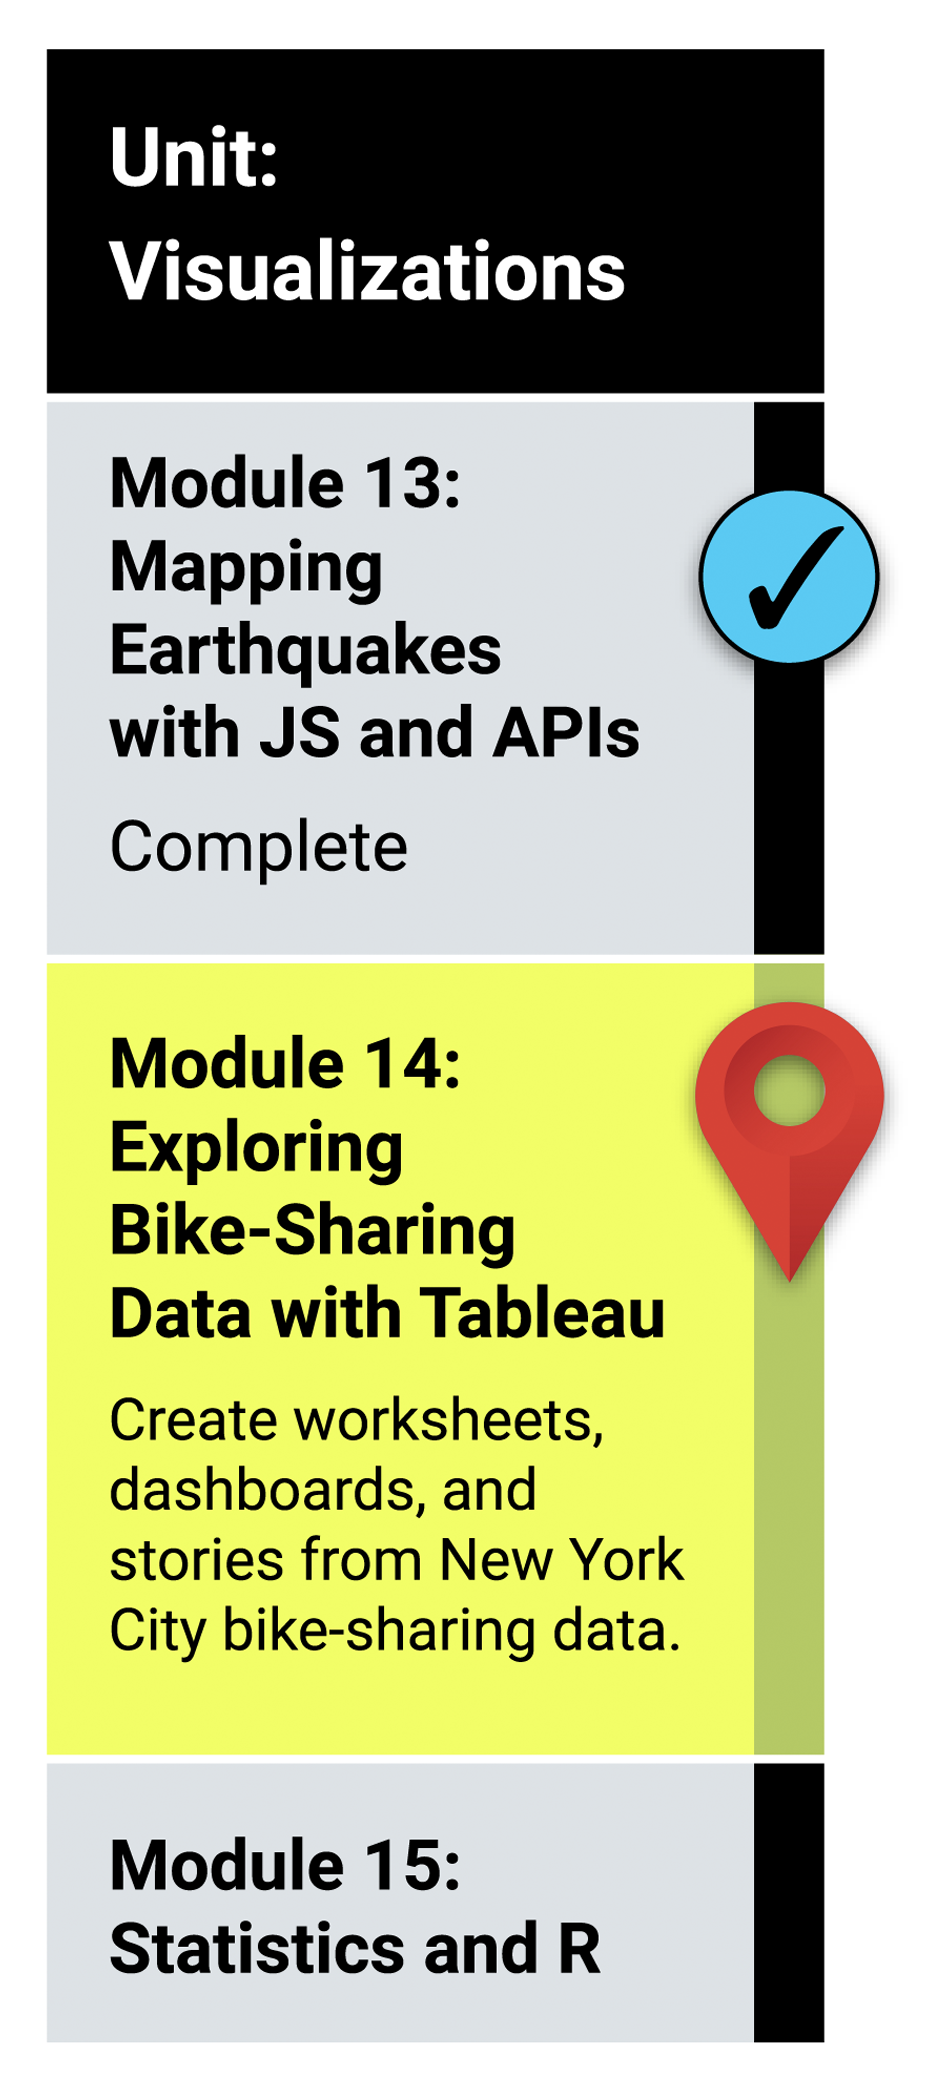 Unit:
Visualizations
Module 13:
Mapping
Earthquakes
with JS and APIs
Complete
Module 14:
Exploring
Bike-Sharing
Data with Tableau
Create worksheets,
dashboards, and
stories from New York
City bike-sharing data.
Module 15:
Statistics and R